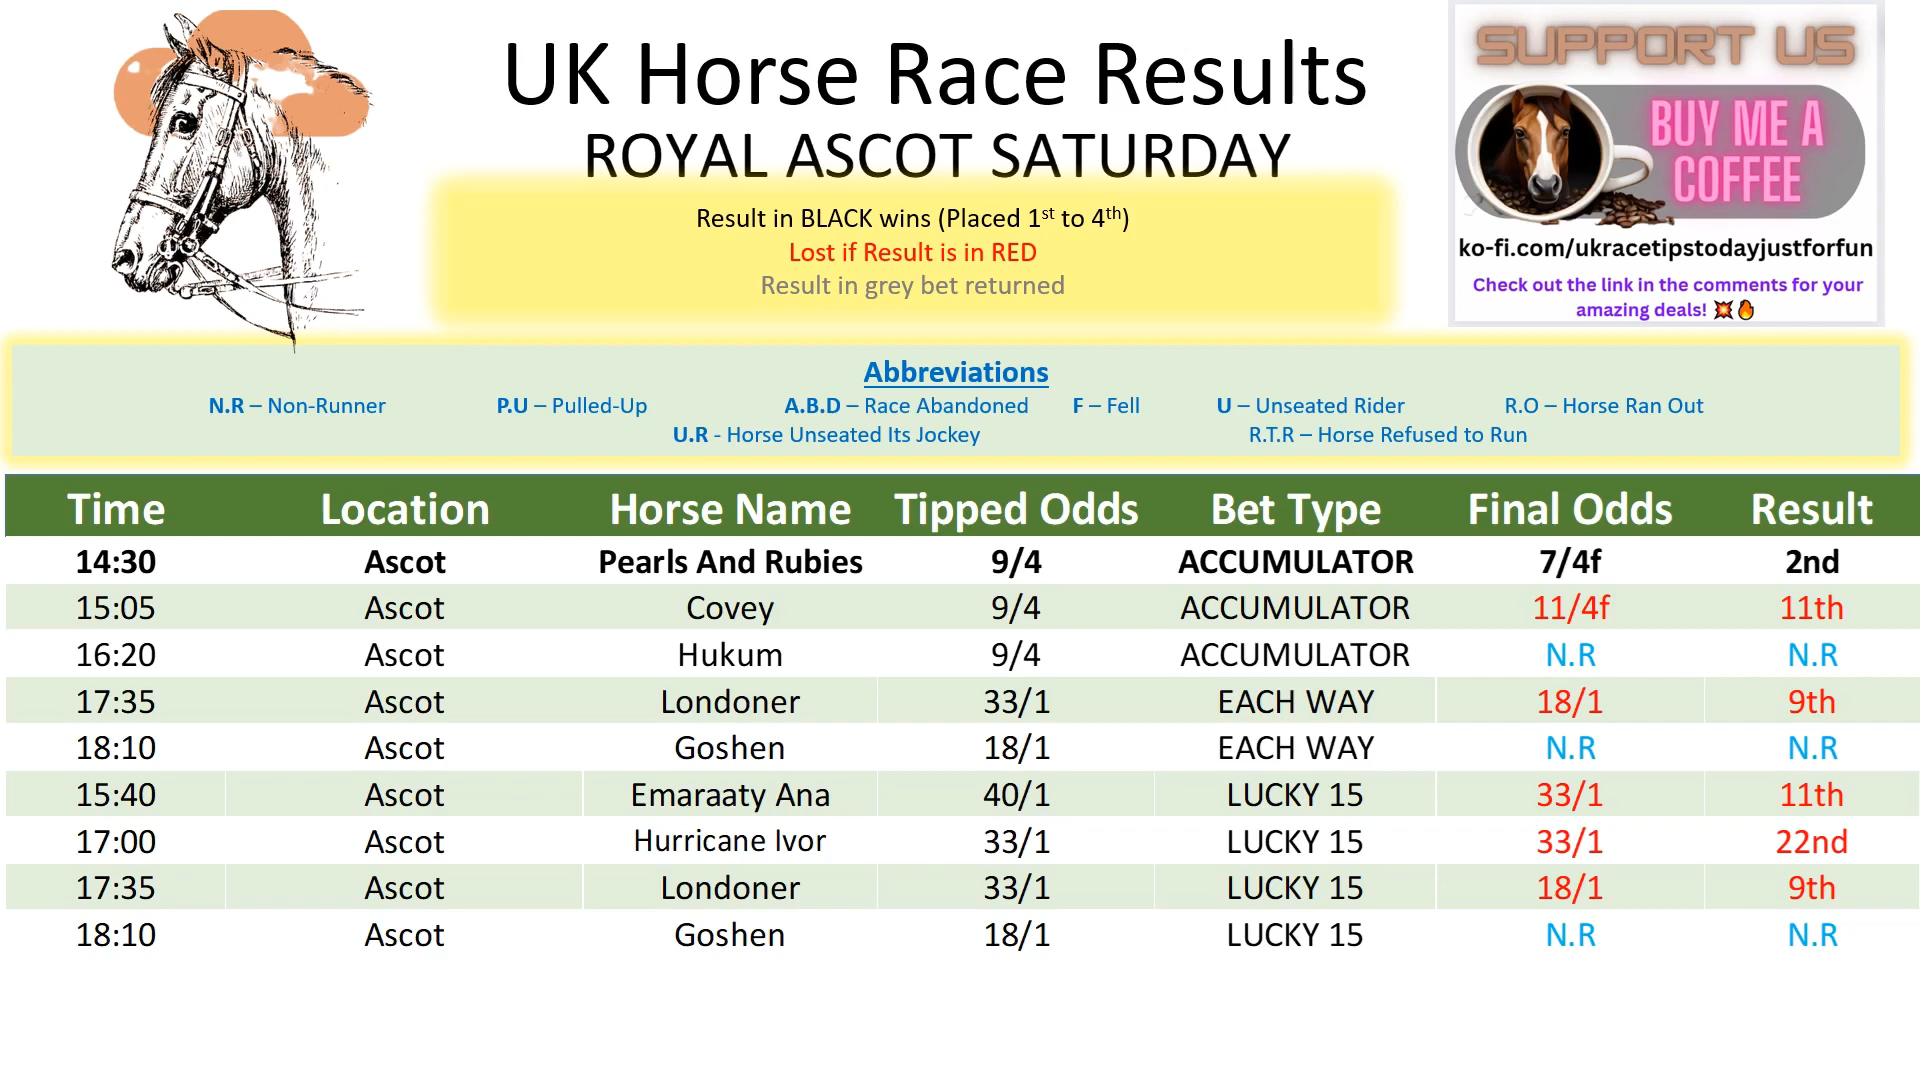 UK Horse Race Results
ROYAL ASCOT SATURDAY
Result in BLACK wins (Placed 1st to 4th)
Lost if Result is in RED
Result in grey bet returned
SUPPORT US
BUY ME A
COFFEE
ko-fi.com/ukracetipstodayjustforfun
Check out the link in the comments for your
amazing deals! 💥🔥
Abbreviations
N.R – Non-Runner P.U – Pulled-Up A.B.D – Race Abandoned F – Fell U – Unseated Rider R.O – Horse Ran Out
U.R - Horse Unseated Its Jockey R.T.R – Horse Refused to Run
Time Location Horse Name Tipped Odds Bet Type Final Odds Result
14:30 Ascot Pearls And Rubies 9/4 ACCUMULATOR 7/4f 2nd
15:05 Ascot Covey 9/4 ACCUMULATOR 11/4f 11th
16:20 Ascot Hukum 9/4 ACCUMULATOR N.R N.R
17:35 Ascot Londoner 33/1 EACH WAY 18/1 9th
18:10 Ascot Goshen 18/1 EACH WAY N.R N.R
15:40 Ascot Emaraaty Ana 40/1 LUCKY 15 33/1 11th
17:00 Ascot Hurricane Ivor 33/1 LUCKY 15 33/1 22nd
17:35 Ascot Londoner 33/1 LUCKY 15 18/1 9th
18:10 Ascot Goshen 18/1 LUCKY 15 N.R N.R